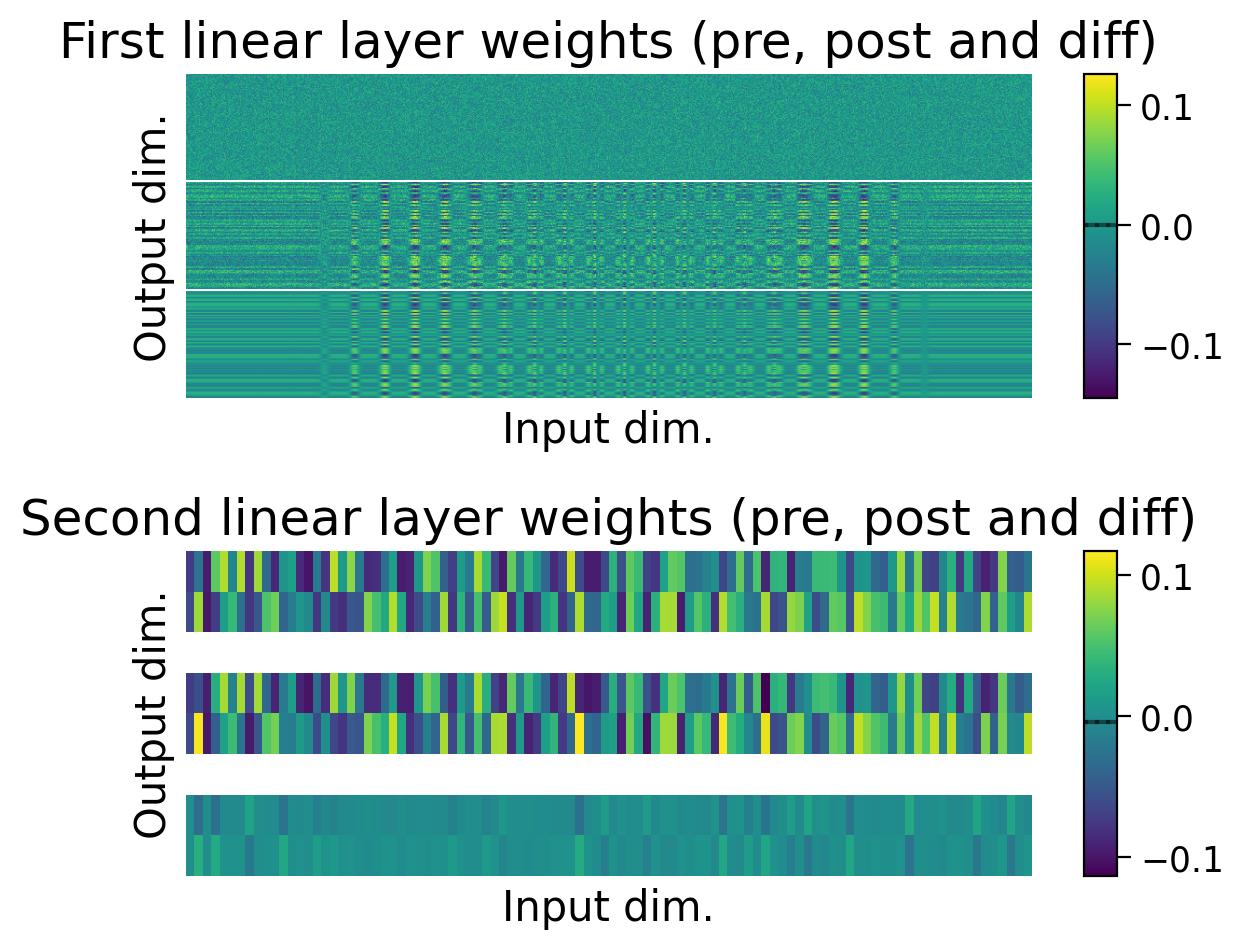 First linear layer weights (pre, post and diff)
Output dim.
0.1
0.0
−0.1
Input dim.
Second linear layer weights (pre, post and diff)
Output dim.
0.1
0.0
−0.1
Input dim.